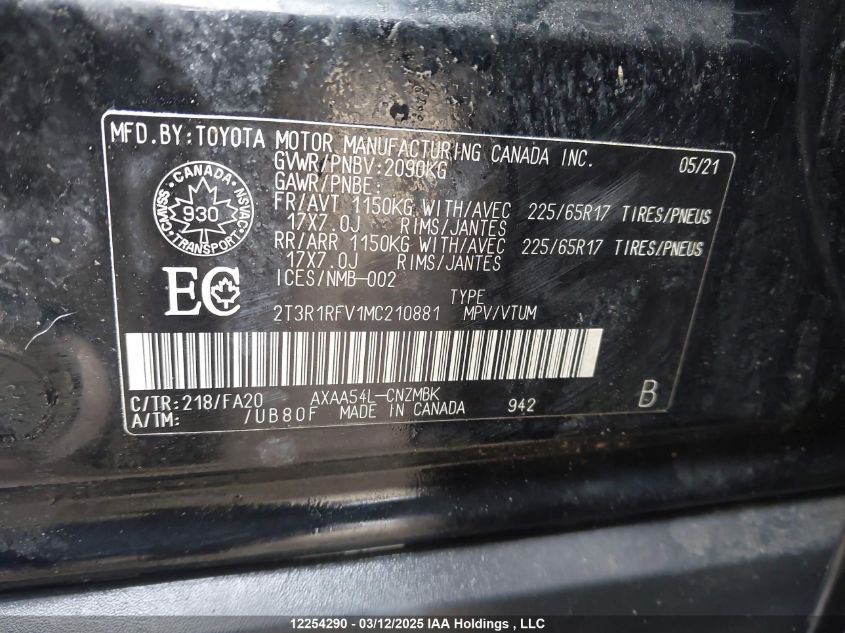 MFD.BY:TOYOTA MOTOR MANUFACTURING CANADA INC. 05/21
GVWR/PNBV:2090KG
GAWR/PNBE:
FR/AVT 1150KG WITH/AVEC 225/65R17 TIRES/PNEUS
17X7.0J RIMS/JANTES
RR/ARR 1150KG WITH/AVEC 225/65R17 TIRES/PNEUS
17X7.0J RIMS/JANTES
ICES/NMB-002
CANADA
CMVSS 930 NSVAC
TRANSPORT
EC
TYPE
2T3R1RFV1MC210881 MPV/VTUM
C/TR:218/FA20 AXAA54L-CNZMBK
A/TM: /UB80F MADE IN CANADA 942 B
12254290 - 03/12/2025 IAA Holdings , LLC